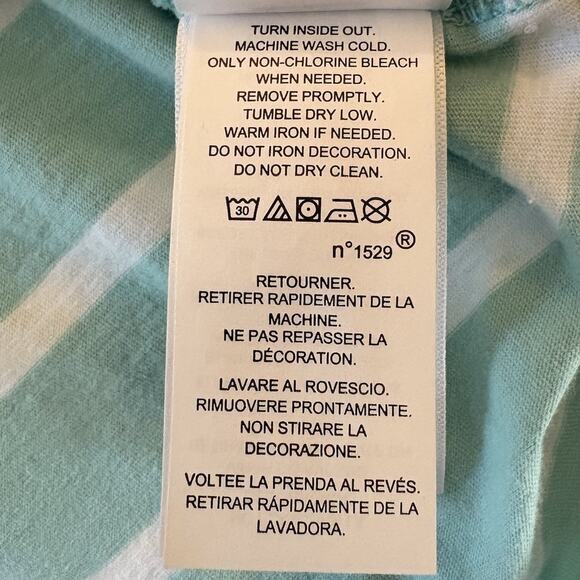 TURN INSIDE OUT.
MACHINE WASH COLD.
ONLY NON-CHLORINE BLEACH
WHEN NEEDED.
REMOVE PROMPTLY.
TUMBLE DRY LOW.
WARM IRON IF NEEDED.
DO NOT IRON DECORATION.
DO NOT DRY CLEAN.
30
n°1529®
RETOURNER.
RETIRER RAPIDEMENT DE LA
MACHINE.
NE PAS REPASSER LA
DÉCORATION.
LAVARE AL ROVESCIO.
RIMUOVERE PRONTAMENTE.
NON STIRARE LA
DECORAZIONE.
VOLTEE LA PRENDA AL REVÉS.
RETIRAR RÁPIDAMENTE DE LA
LAVADORA.